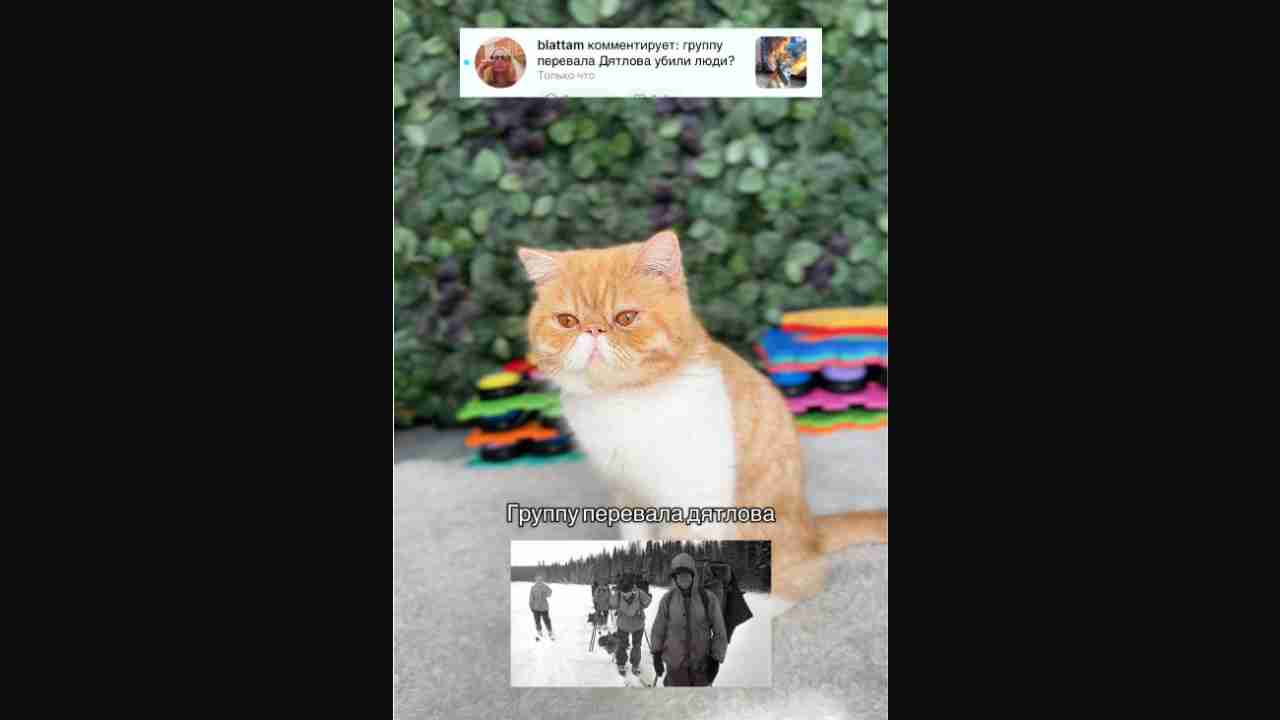 blattam комментирует: группу
перевала Дятлова убили люди?
Только что
Группу перевала дятлова